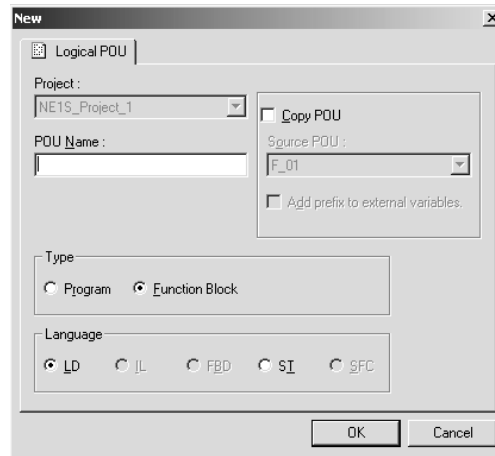 New
Logical POU
Project :
NE1S_Project_1
POU Name :
Copy POU
Source POU :
F_01
Add prefix to external variables.
Type
Program
Function Block
Language
LD
IL
FBD
ST
SFC
OK
Cancel